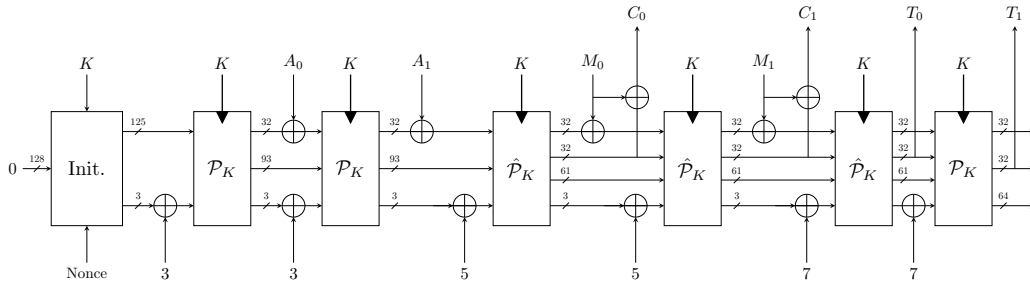 C₀ C₁ T₀ T₁
K K A₀ K A₁ K M₀ K M₁ K K
125 32 32 32 32 32 32
32 32 32
0 128 Init. 𝒫_K 93 𝒫_K 93 𝒫̂_K 𝒫̂_K 𝒫̂_K 𝒫_K 32
61 61 61
3 3 3 3 3 3 64
Nonce 3 3 5 5 7 7